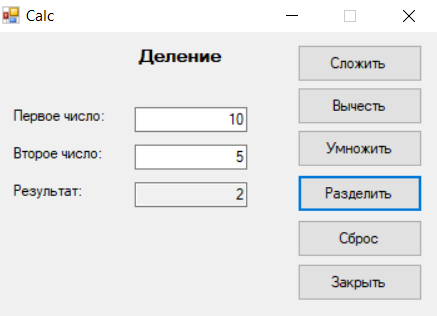 Calc
Деление
Первое число: 10
Второе число: 5
Результат: 2
Сложить
Вычесть
Умножить
Разделить
Сброс
Закрыть